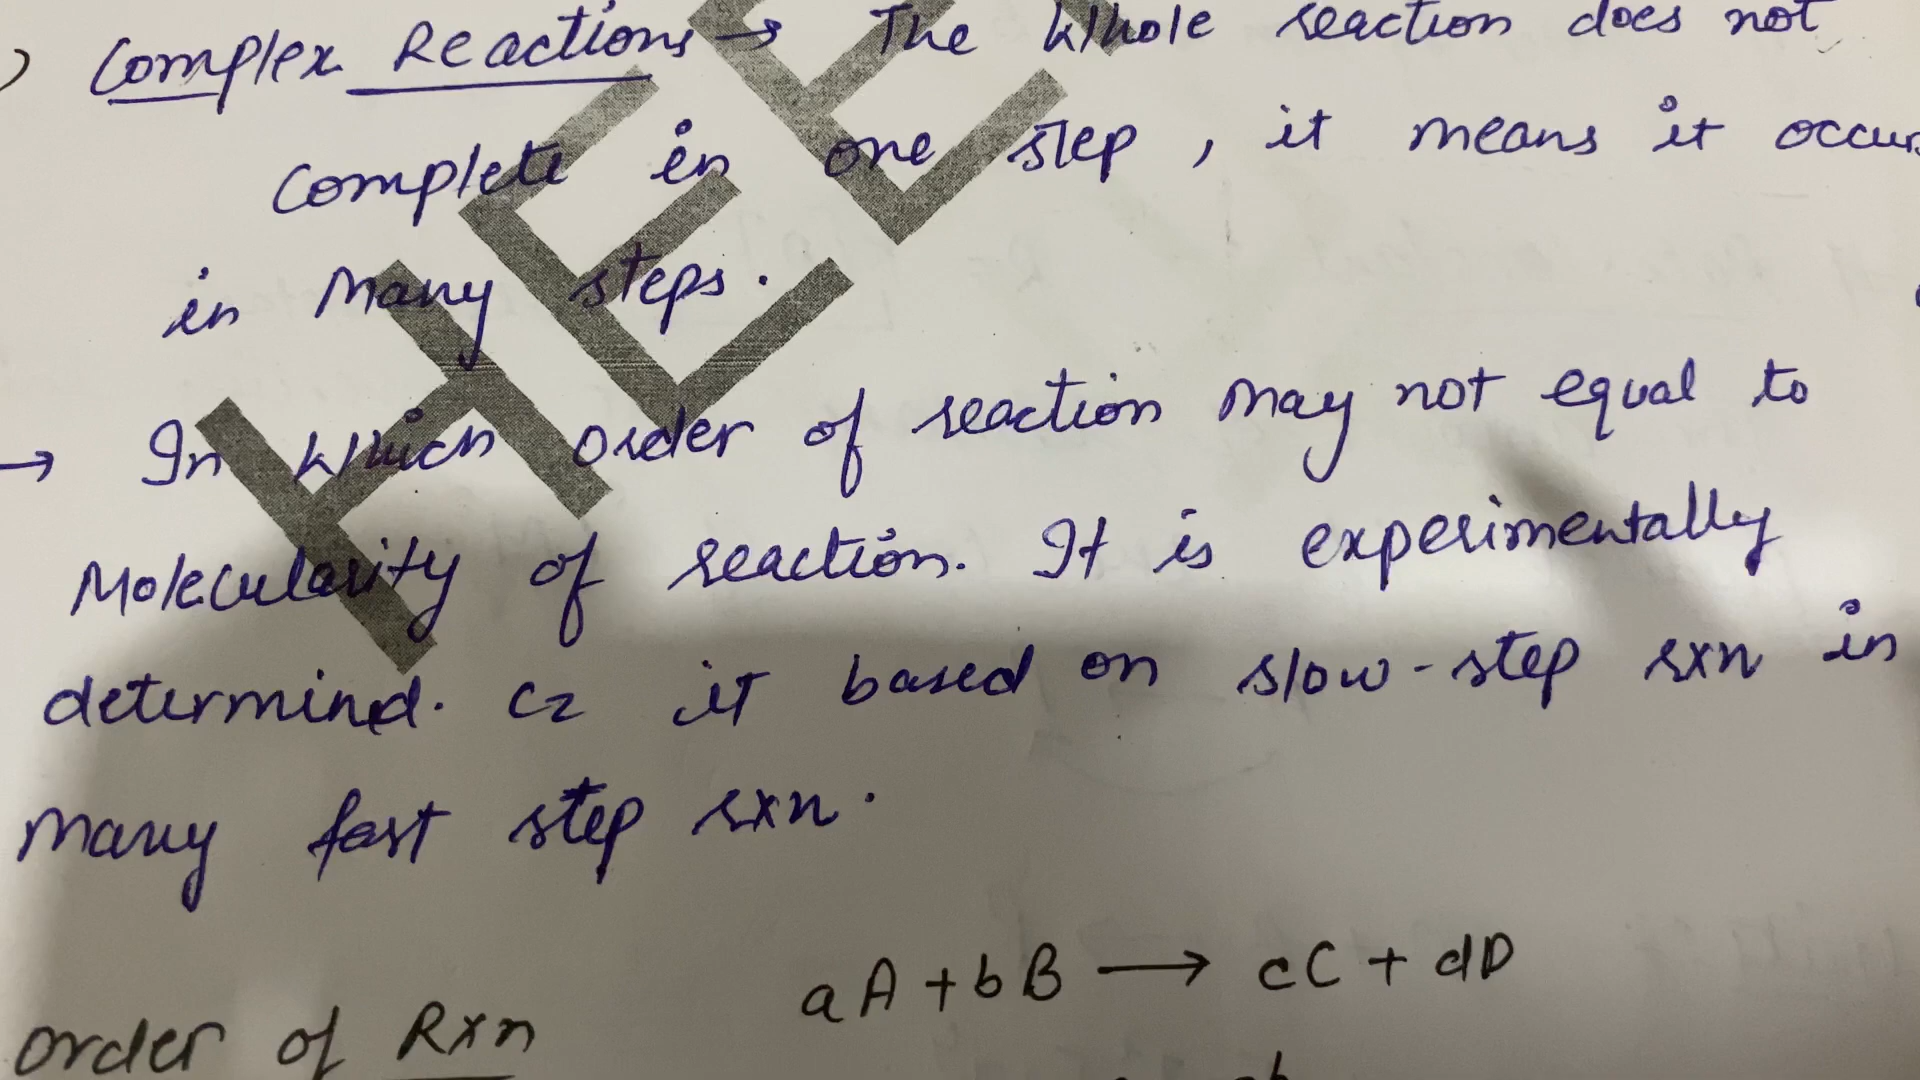 ) Complex Reactions → The Whole reaction does not
Complete in one step, it means it occurs
in Many steps.
→ In Which order of reaction may not equal to
Molecularity of reaction. It is experimentally
determind. cz it based on slow-step rxn in
many fast step rxn.
aA + bB → cC + dD
order of Rxn
HEE